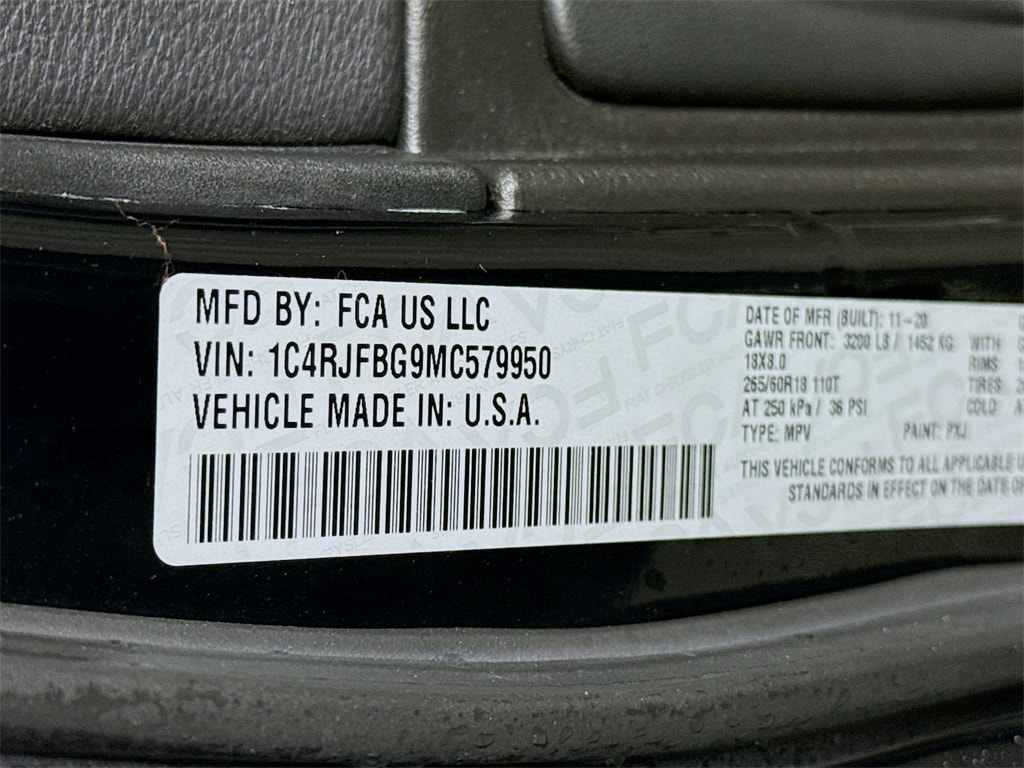 MFD BY: FCA US LLC
VIN: 1C4RJFBG9MC579950
VEHICLE MADE IN: U.S.A.
DATE OF MFR (BUILT): 11-20
GAWR FRONT: 3200 LB / 1452 KG WITH
18X8.0 RIMS
265/60R18 110T TIRES
AT 250 kPa / 36 PSI COLD
TYPE: MPV PAINT: PXJ
THIS VEHICLE CONFORMS TO ALL APPLICABLE
STANDARDS IN EFFECT ON THE DATE OF